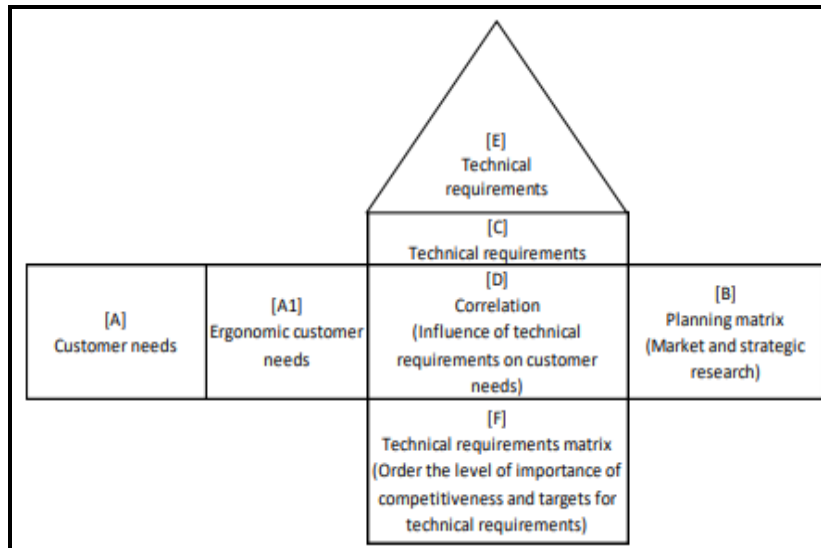 [E]
Technical
requirements
[C]
Technical requirements
[A]
Customer needs
[A1]
Ergonomic customer
needs
[D]
Correlation
(Influence of technical
requirements on customer
needs)
[B]
Planning matrix
(Market and strategic
research)
[F]
Technical requirements matrix
(Order the level of importance of
competitiveness and targets for
technical requirements)